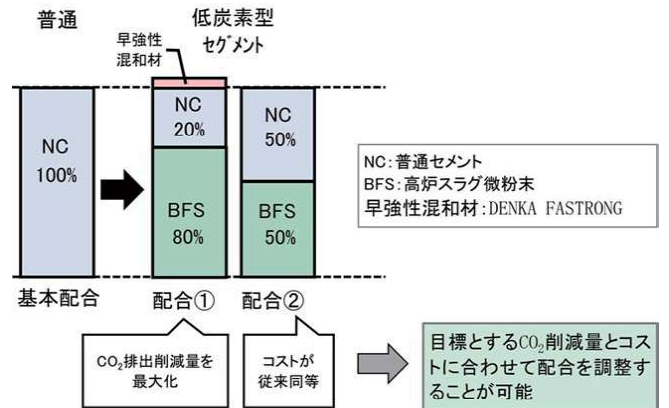 普通
低炭素型
セグメント
早強性
混和材
NC
100%
NC
20%
BFS
80%
NC
50%
BFS
50%
NC:普通セメント
BFS:高炉スラグ微粉末
早強性混和材:DENKA FASTRONG
基本配合
配合①
配合②
CO₂排出削減量を
最大化
コストが
従来同等
目標とするCO₂削減量とコス
トに合わせて配合を調整す
ることが可能